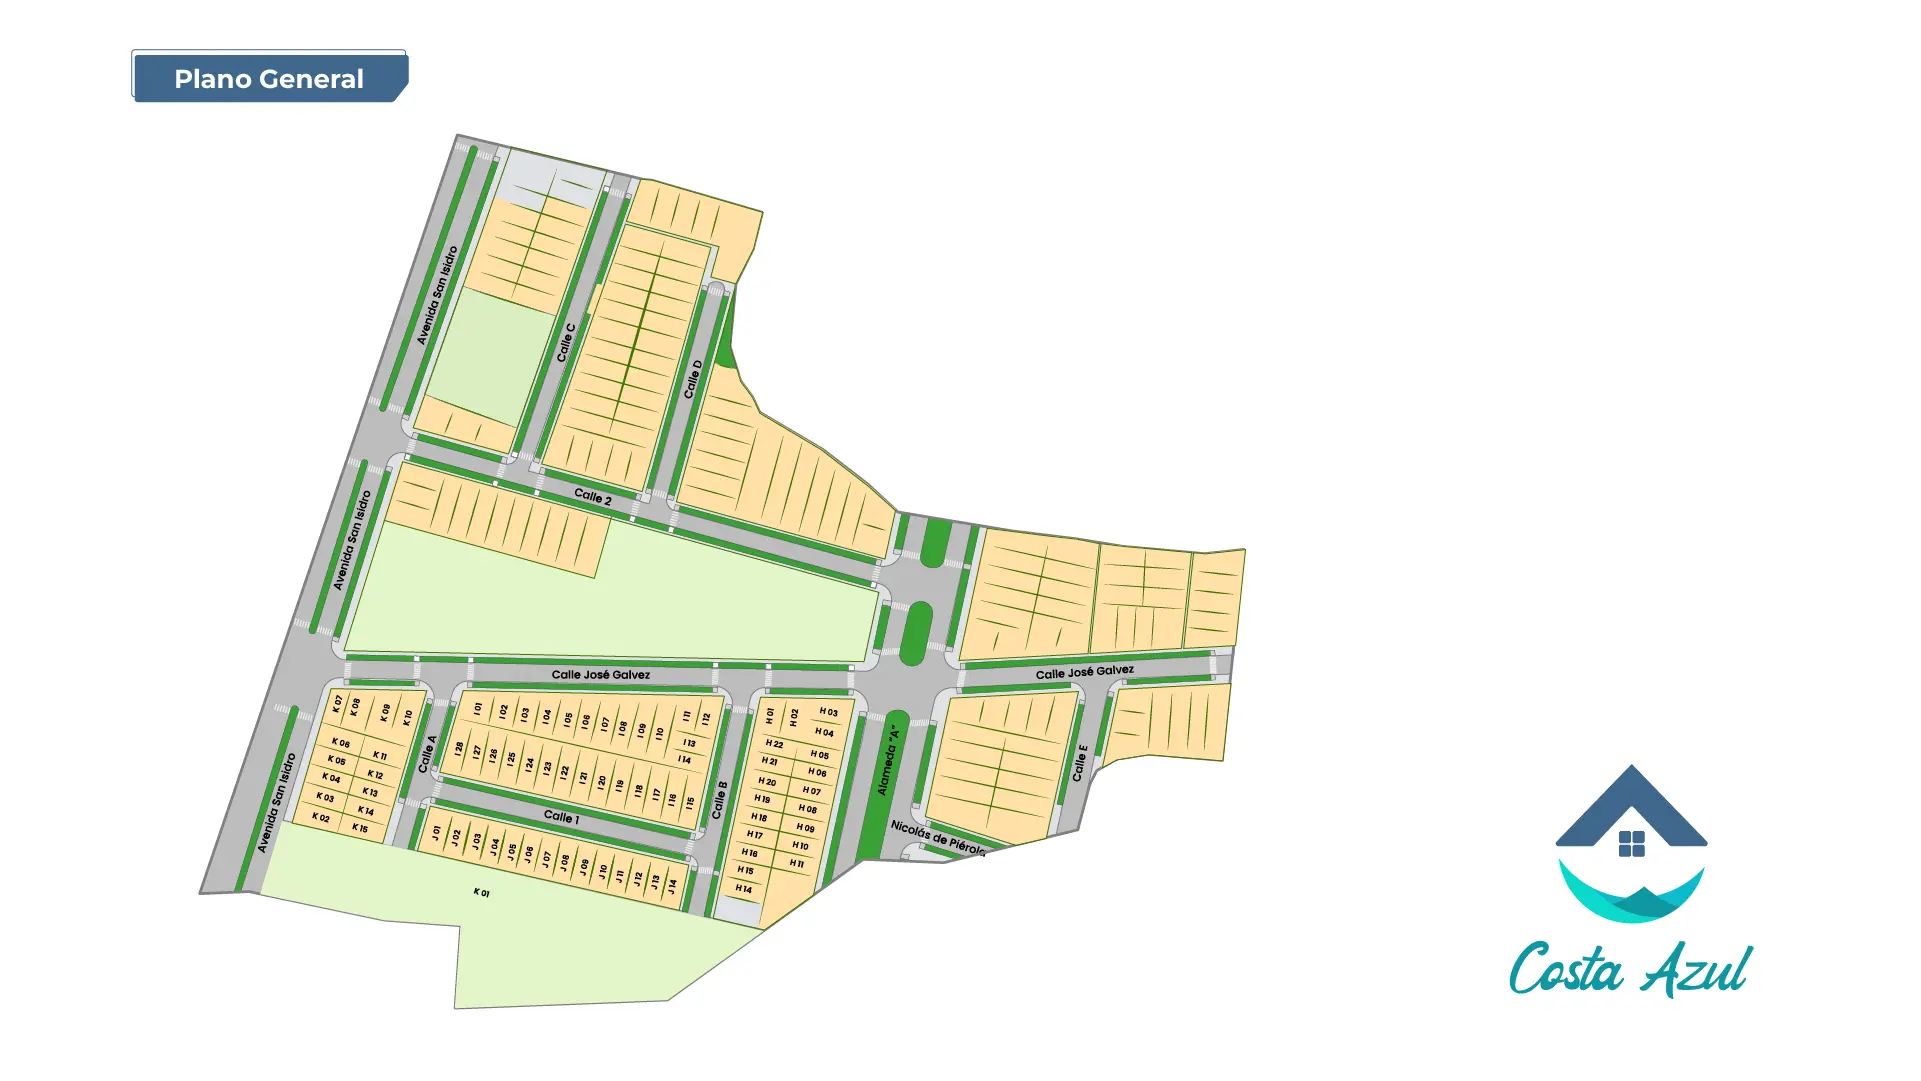 Plano General
Avenida San Isidro
Calle C
Calle D
Calle 2
Avenida San Isidro
Calle José Galvez
Calle José Galvez
K 07
K 08
K 09
K 10
K 06
K 11
K 05
K 12
K 04
K 13
K 03
K 14
K 02
K 15
Calle A
I 01
I 02
I 03
I 04
I 05
I 06
I 07
I 08
I 09
I 10
I 11
I 12
I 13
I 14
I 28
I 27
I 26
I 25
I 24
I 23
I 22
I 21
I 20
I 19
I 18
I 17
I 16
I 15
Calle B
H 01
H 02
H 03
H 04
H 22
H 05
H 21
H 06
H 20
H 07
H 19
H 08
H 18
H 09
H 17
H 10
H 16
H 11
H 15
H 14
Alameda "A"
Calle E
Avenida San Isidro
Calle 1
Nicolás de Piérola
J 01
J 02
J 03
J 04
J 05
J 06
J 07
J 08
J 09
J 10
J 11
J 12
J 13
J 14
K 01
Costa Azul